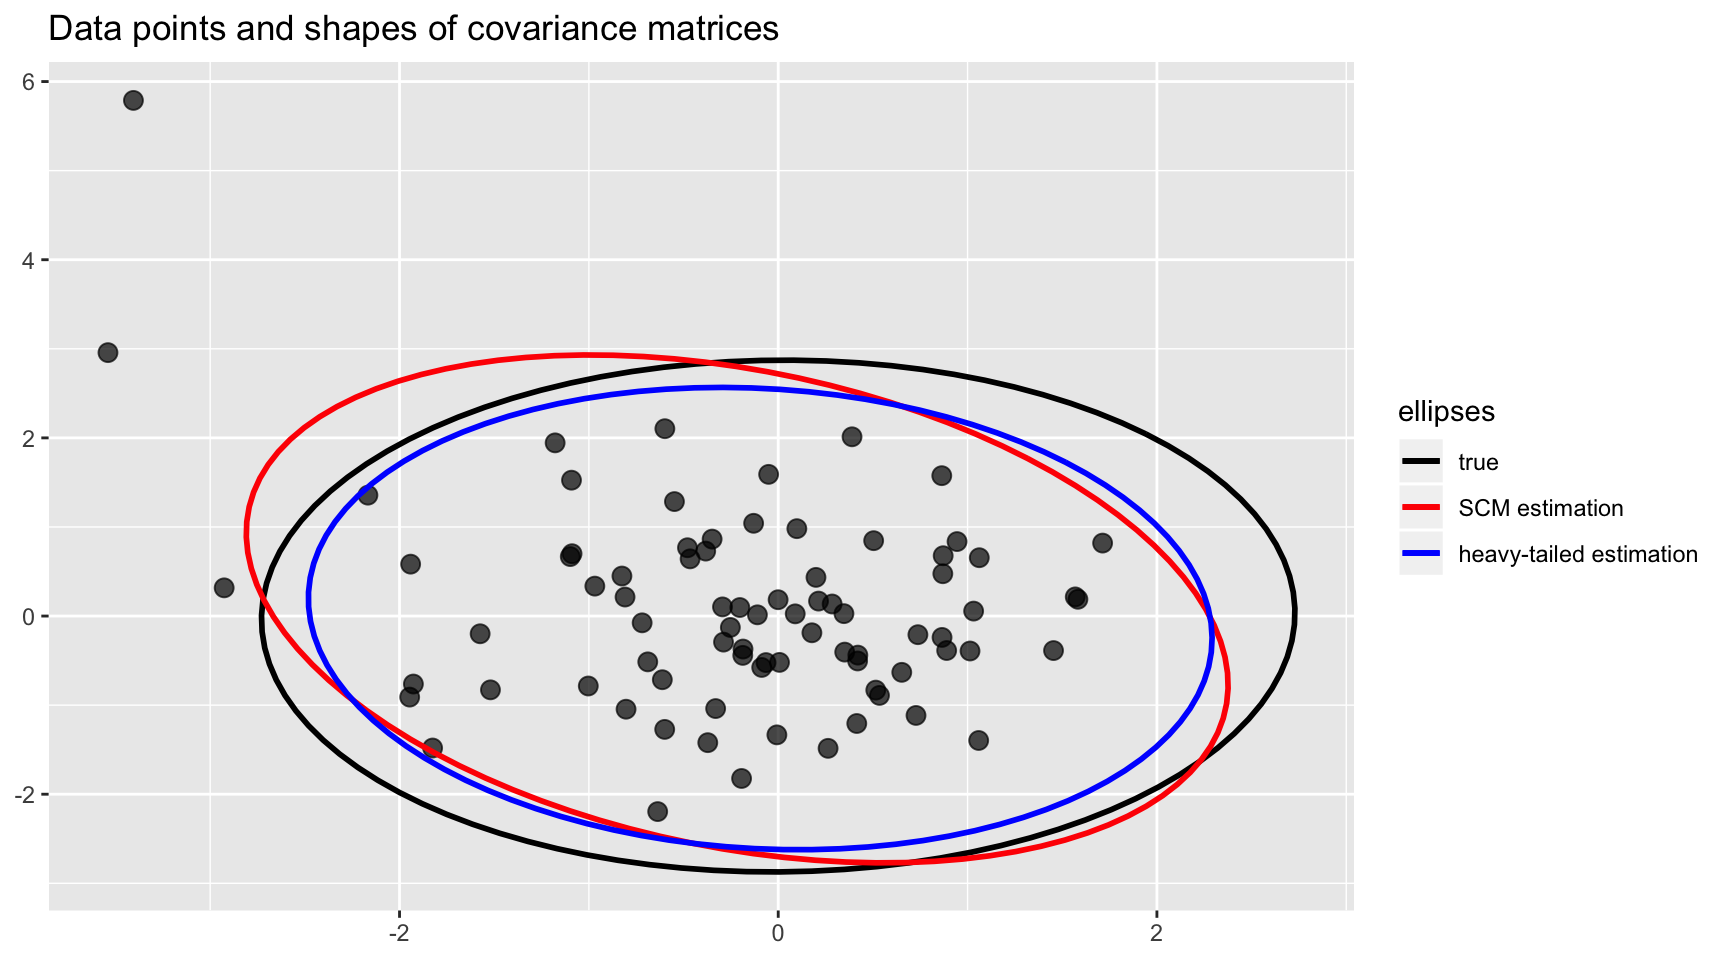 Data points and shapes of covariance matrices
6
4
2
0
-2
-2
0
2
ellipses
true
SCM estimation
heavy-tailed estimation